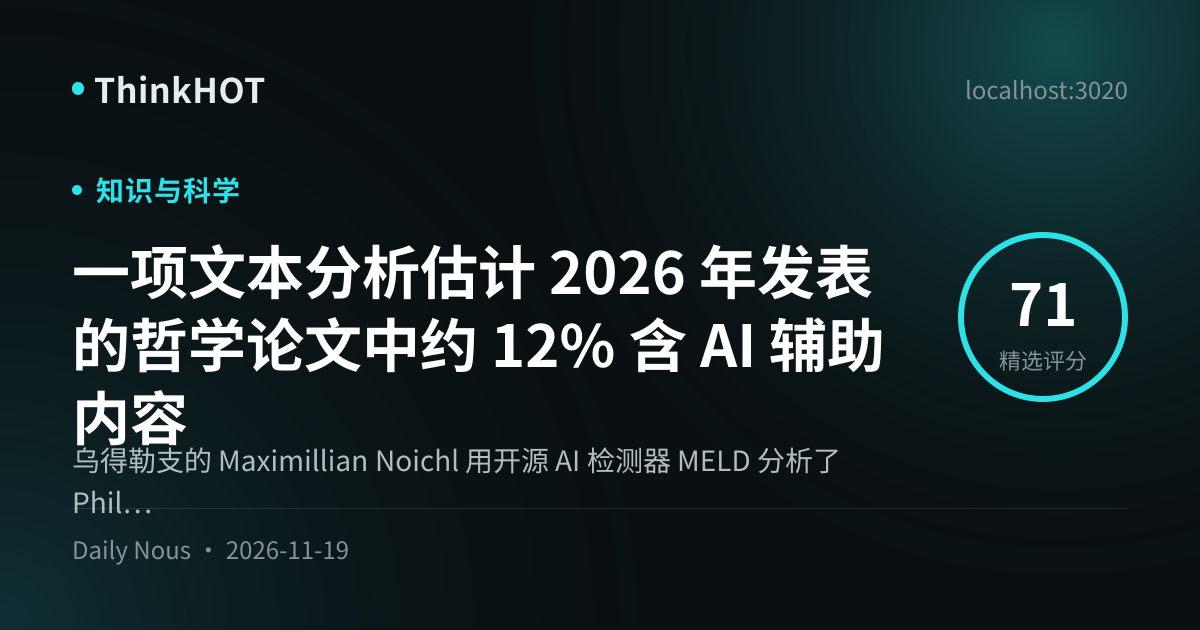 ThinkHOT
localhost:3020
知识与科学
一项文本分析估计 2026 年发表
的哲学论文中约 12% 含 AI 辅助
内容
71
精选评分
乌得勒支的 Maximillian Noichl 用开源 AI 检测器 MELD 分析了
Phil…
Daily Nous • 2026-11-19